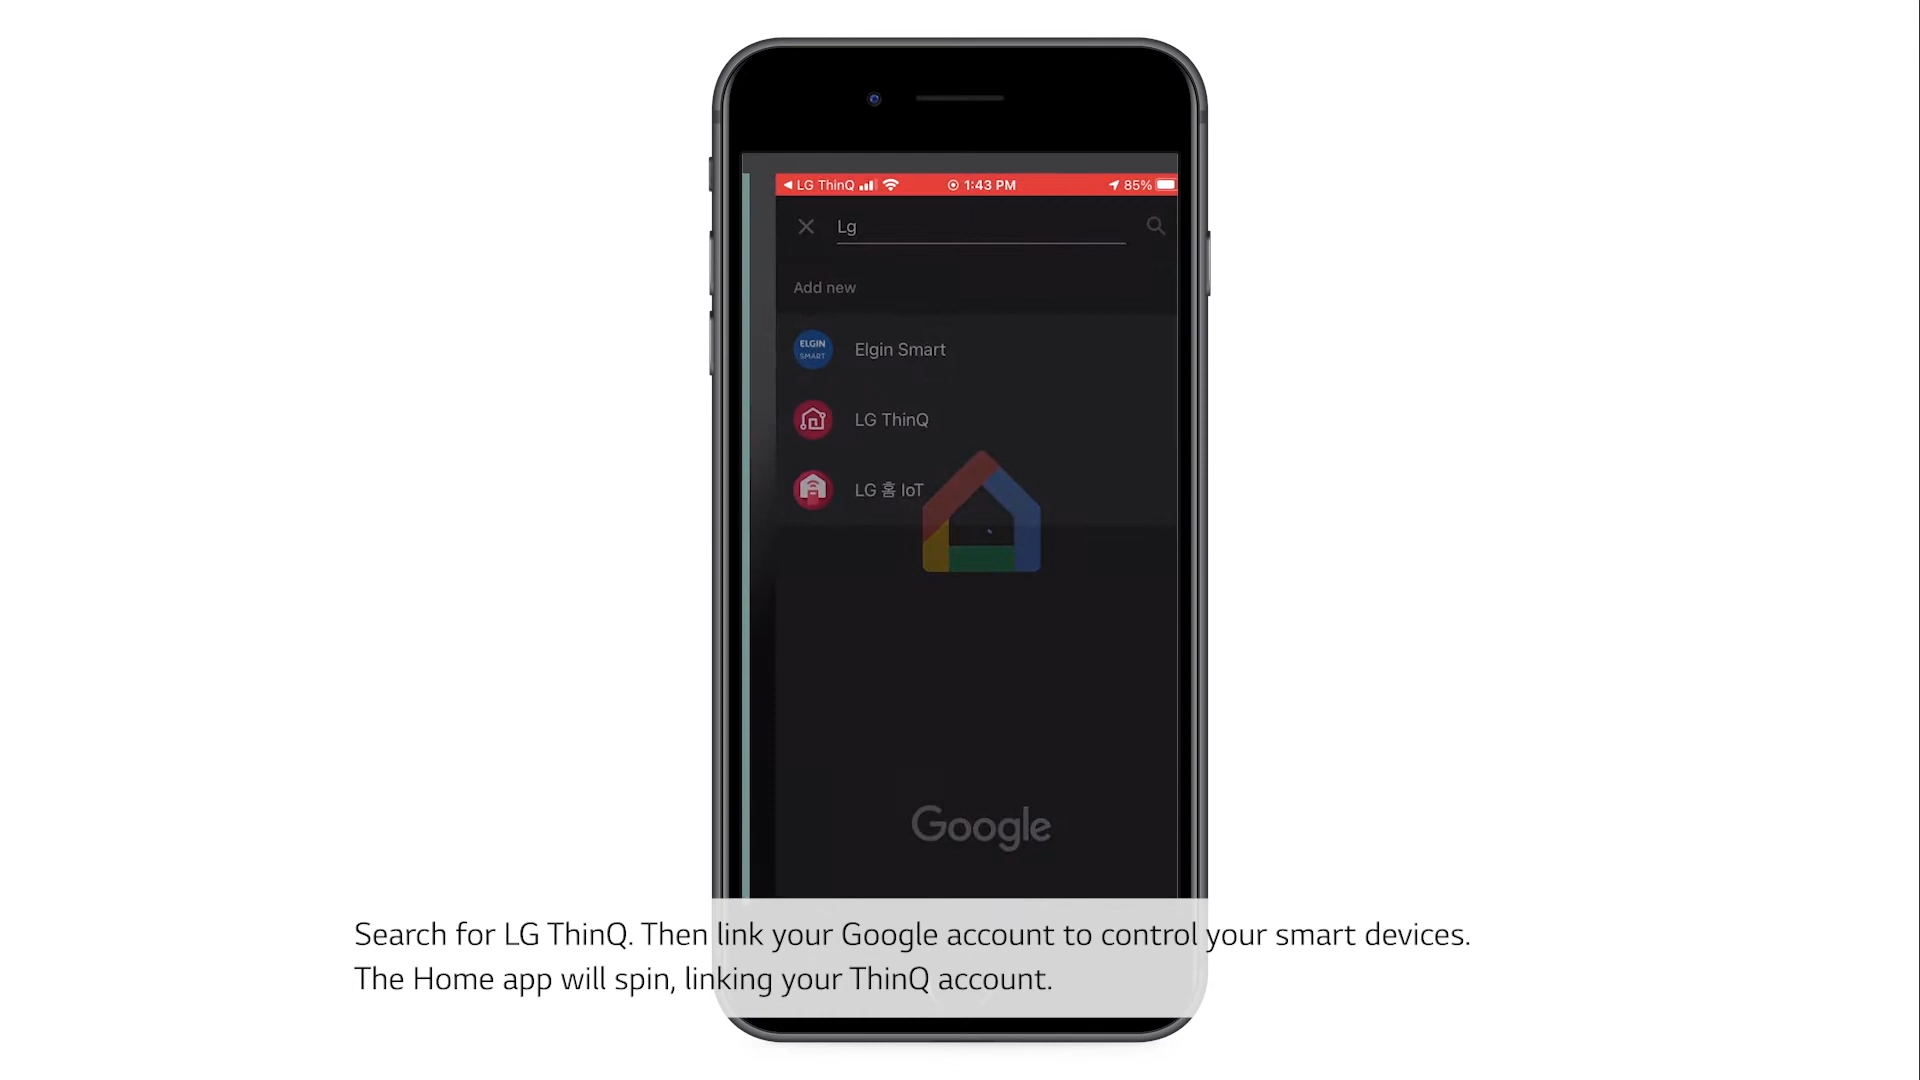 LG ThinQ
1:43 PM
85%
Lg
Add new
ELGIN
SMART
Elgin Smart
LG ThinQ
LG 홈 IoT
Google
Search for LG ThinQ. Then link your Google account to control your smart devices.
The Home app will spin, linking your ThinQ account.